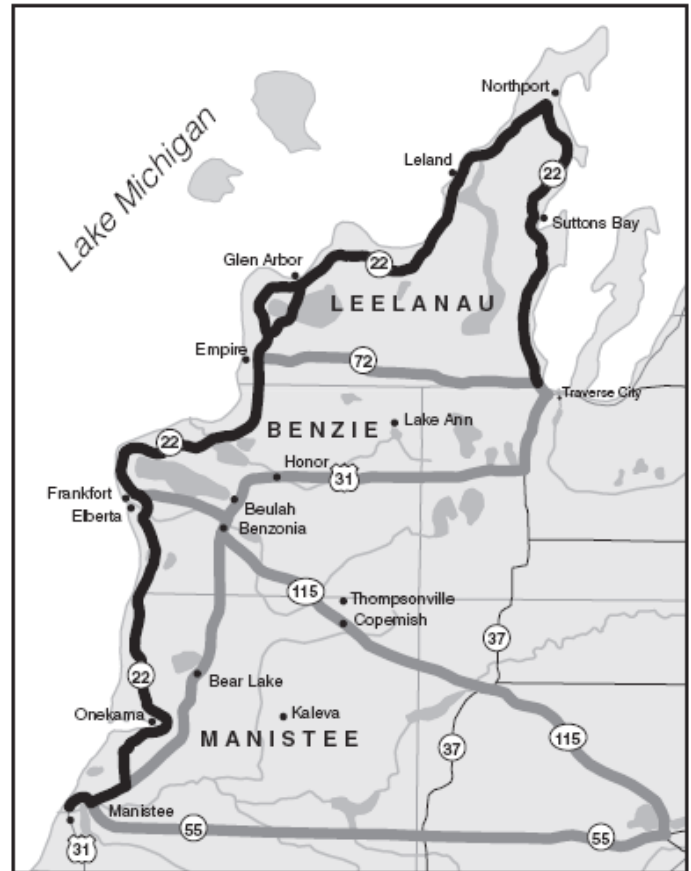 Northport
Lake Michigan
Leland
22
Suttons Bay
Glen Arbor
22
LEELANAU
Empire
72
Traverse City
Lake Ann
BENZIE
22
Honor
31
Frankfort
Elberta
Beulah
Benzonia
115
Thompsonville
Copemish
37
22
Bear Lake
Onekama
Kaleva
MANISTEE
115
37
Manistee
55
55
31